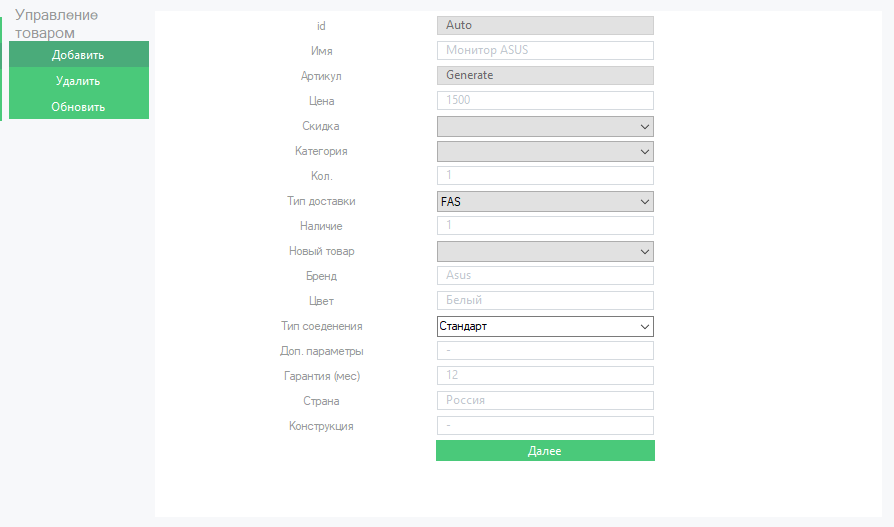 Управление
товаром
Добавить
Удалить
Обновить
id Auto
Имя Монитор ASUS
Артикул Generate
Цена 1500
Скидка
Категория
Кол. 1
Тип доставки FAS
Наличие 1
Новый товар
Бренд Asus
Цвет Белый
Тип соеденения Стандарт
Доп. параметры -
Гарантия (мес) 12
Страна Россия
Конструкция -
Далее